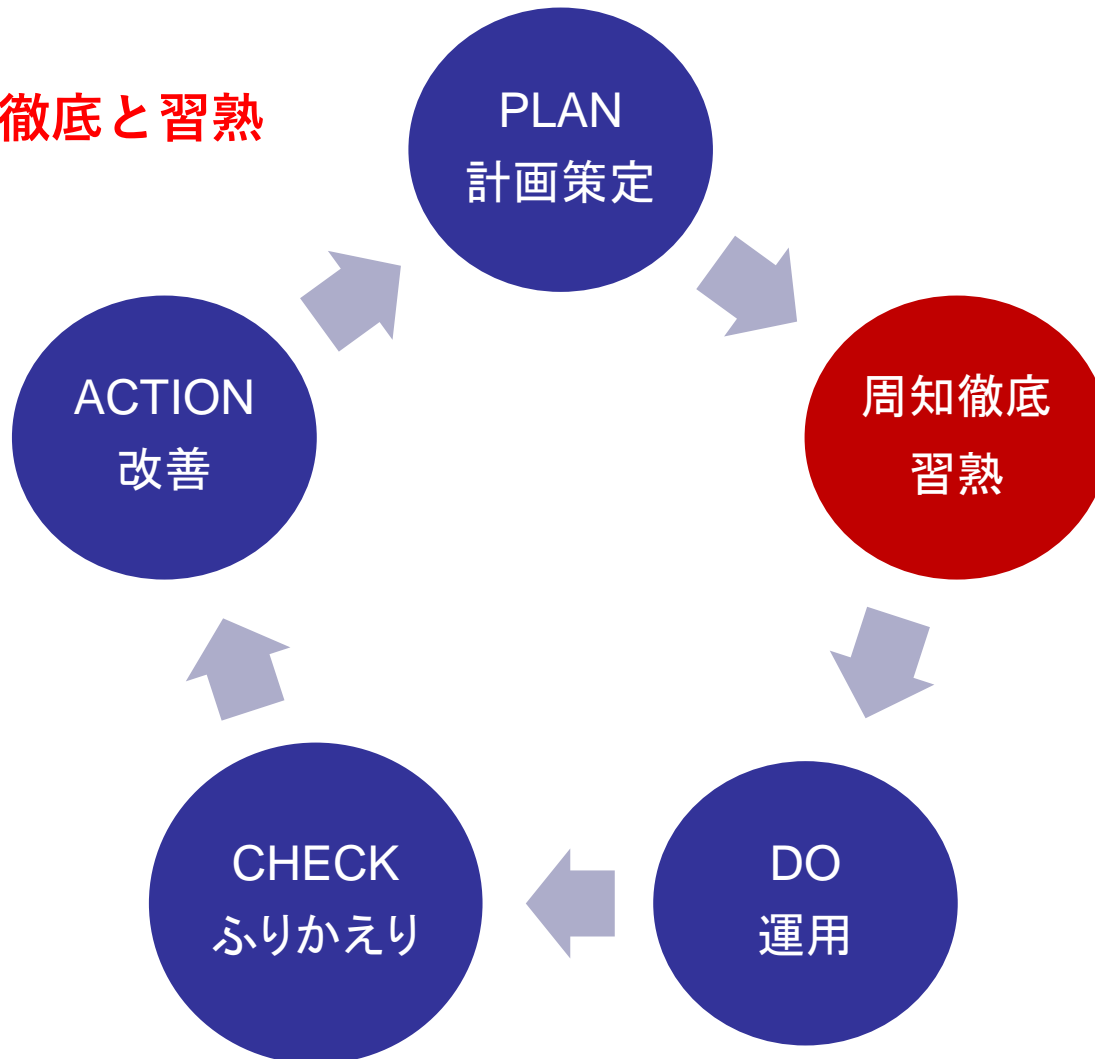 徹底と習熟
PLAN
計画策定
周知徹底
習熟
DO
運用
CHECK
ふりかえり
ACTION
改善